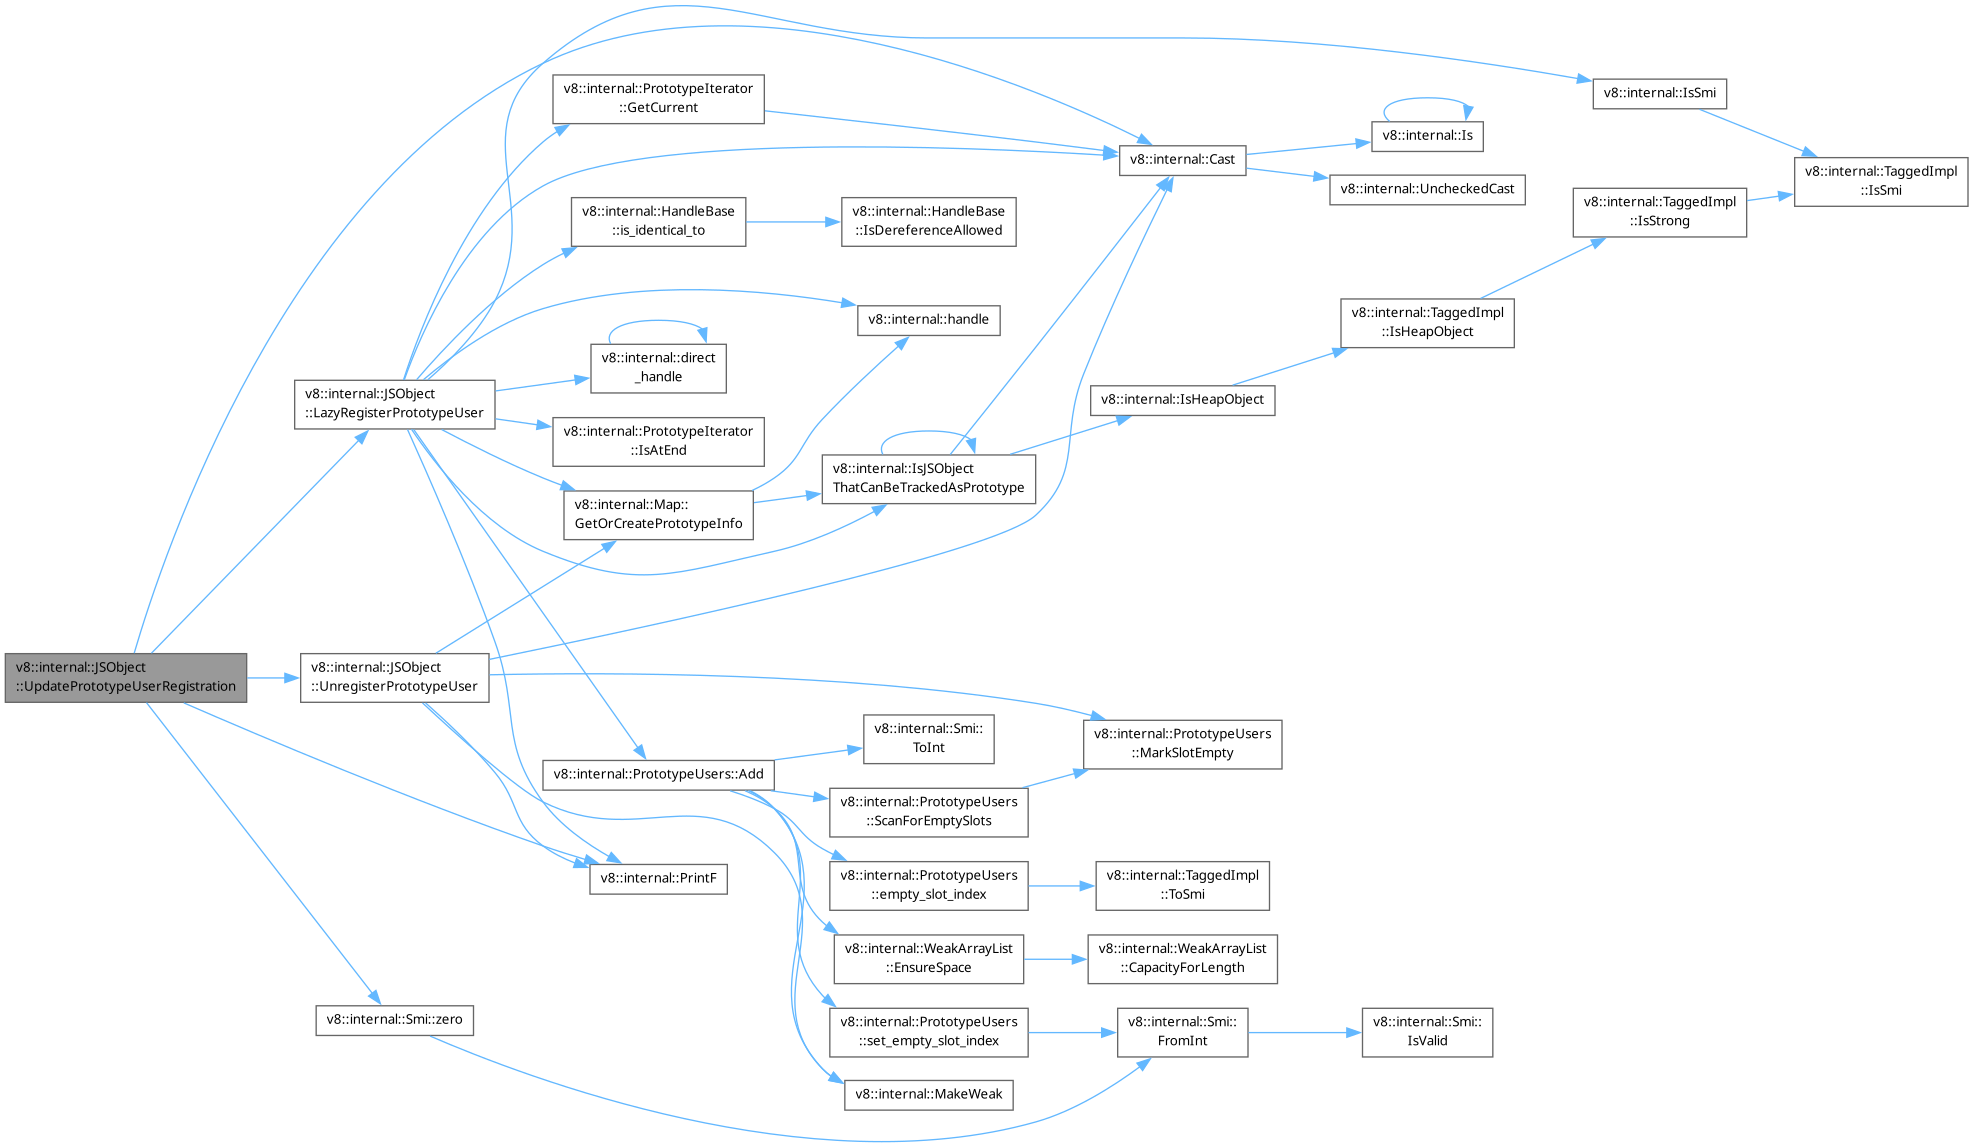 v8::internal::JSObject
::UpdatePrototypeUserRegistration
v8::internal::JSObject
::LazyRegisterPrototypeUser
v8::internal::JSObject
::UnregisterPrototypeUser
v8::internal::Smi::zero
v8::internal::PrototypeIterator
::GetCurrent
v8::internal::HandleBase
::is_identical_to
v8::internal::direct
_handle
v8::internal::PrototypeIterator
::IsAtEnd
v8::internal::Map::
GetOrCreatePrototypeInfo
v8::internal::PrototypeUsers::Add
v8::internal::PrintF
v8::internal::HandleBase
::IsDereferenceAllowed
v8::internal::handle
v8::internal::IsJSObject
ThatCanBeTrackedAsPrototype
v8::internal::Smi::
ToInt
v8::internal::PrototypeUsers
::ScanForEmptySlots
v8::internal::PrototypeUsers
::empty_slot_index
v8::internal::WeakArrayList
::EnsureSpace
v8::internal::PrototypeUsers
::set_empty_slot_index
v8::internal::MakeWeak
v8::internal::Cast
v8::internal::IsHeapObject
v8::internal::PrototypeUsers
::MarkSlotEmpty
v8::internal::TaggedImpl
::ToSmi
v8::internal::WeakArrayList
::CapacityForLength
v8::internal::Smi::
FromInt
v8::internal::Is
v8::internal::UncheckedCast
v8::internal::TaggedImpl
::IsHeapObject
v8::internal::Smi::
IsValid
v8::internal::IsSmi
v8::internal::TaggedImpl
::IsStrong
v8::internal::TaggedImpl
::IsSmi